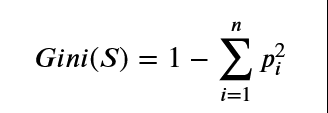 Gini(S) = 1 − ∑_{i=1}^{n} p_i^2